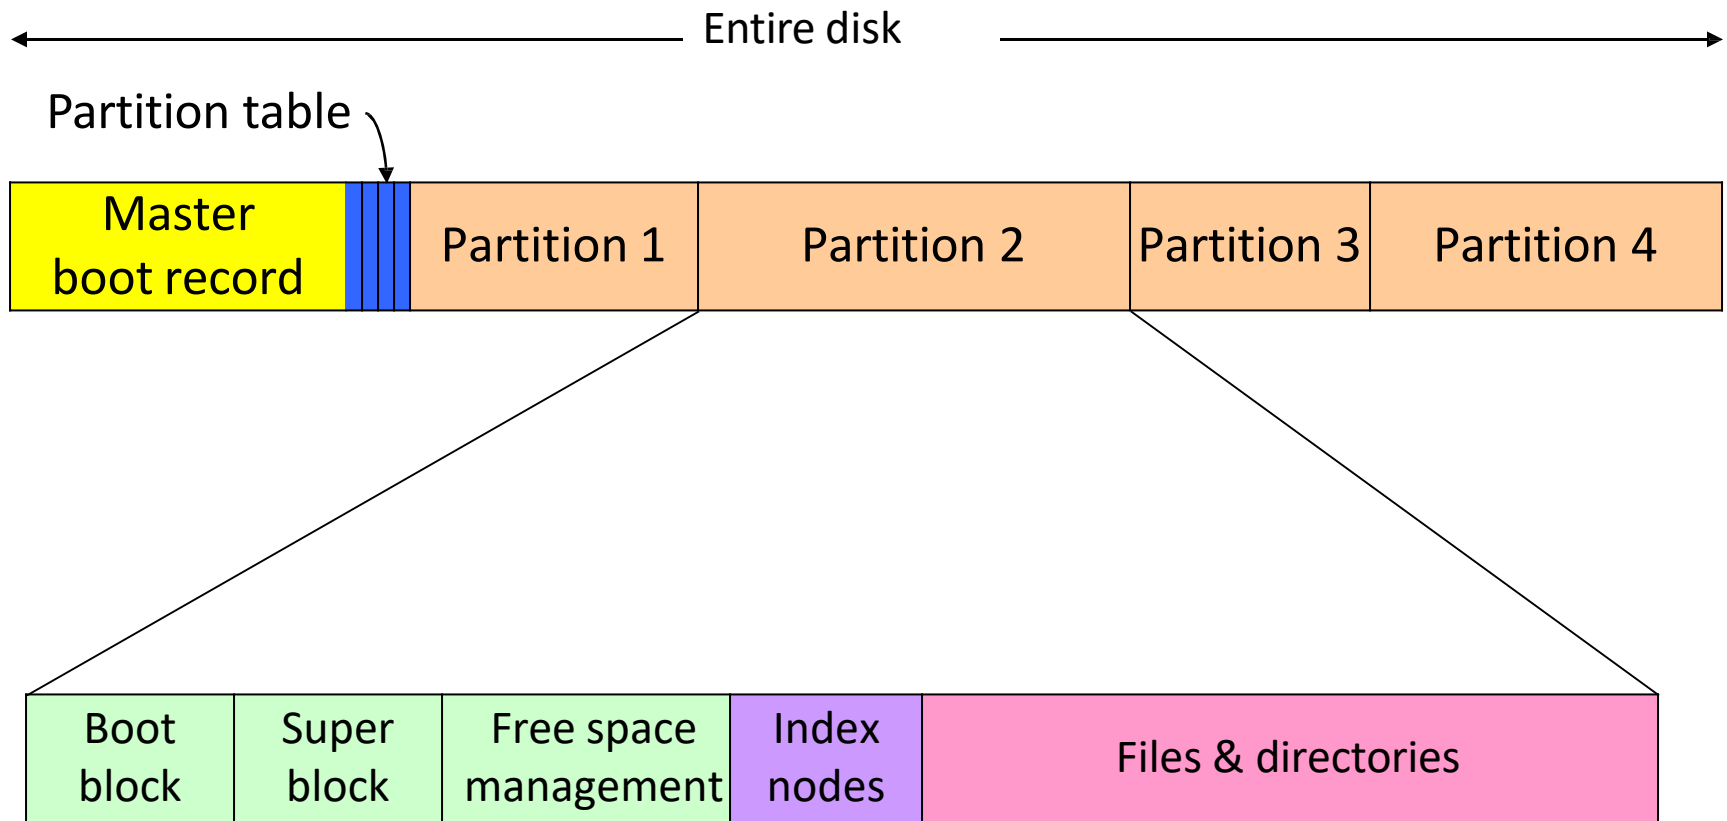 Entire disk
Partition table
Master
boot record
Partition 1
Partition 2
Partition 3
Partition 4
Boot
block
Super
block
Free space
management
Index
nodes
Files & directories